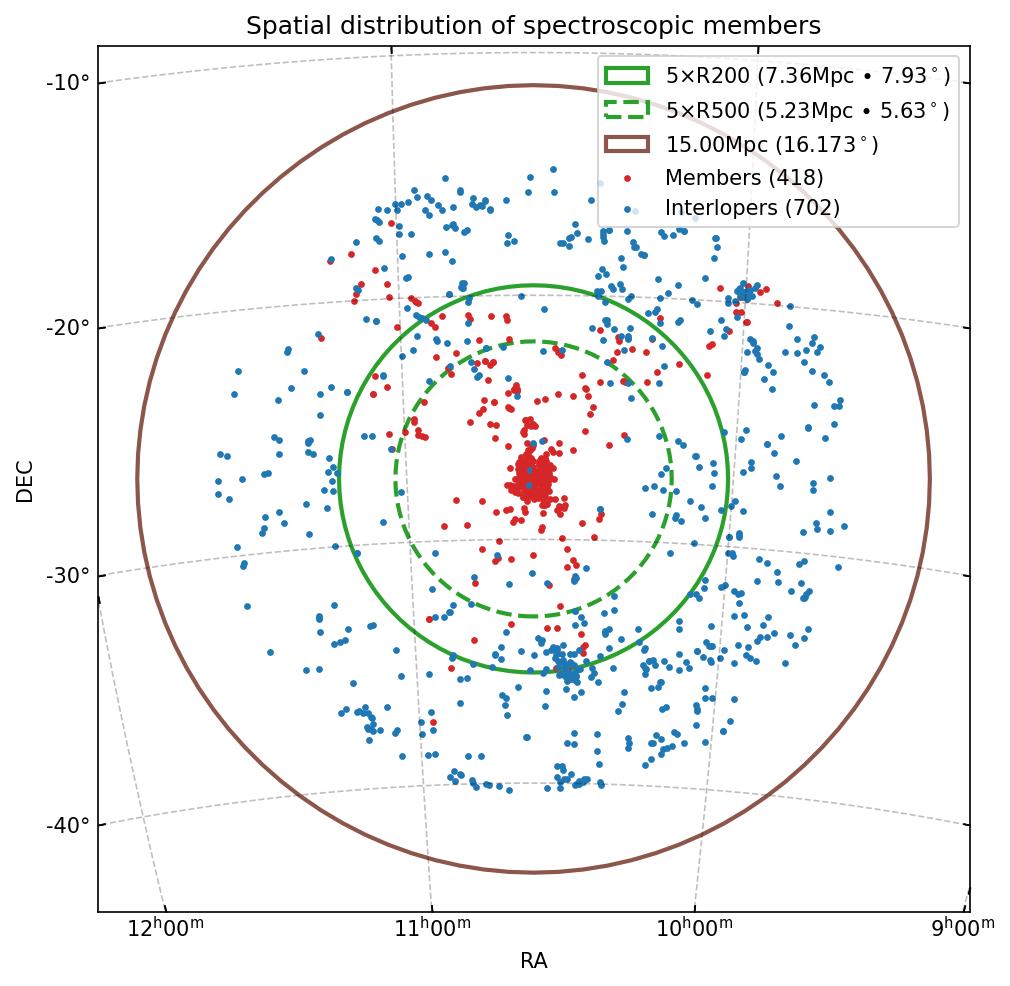 Spatial distribution of spectroscopic members
5×R200 (7.36Mpc • 7.93°)
5×R500 (5.23Mpc • 5.63°)
15.00Mpc (16.173°)
Members (418)
Interlopers (702)
-10°
-20°
-30°
-40°
DEC
12ʰ00ᵐ 11ʰ00ᵐ 10ʰ00ᵐ 9ʰ00ᵐ
RA